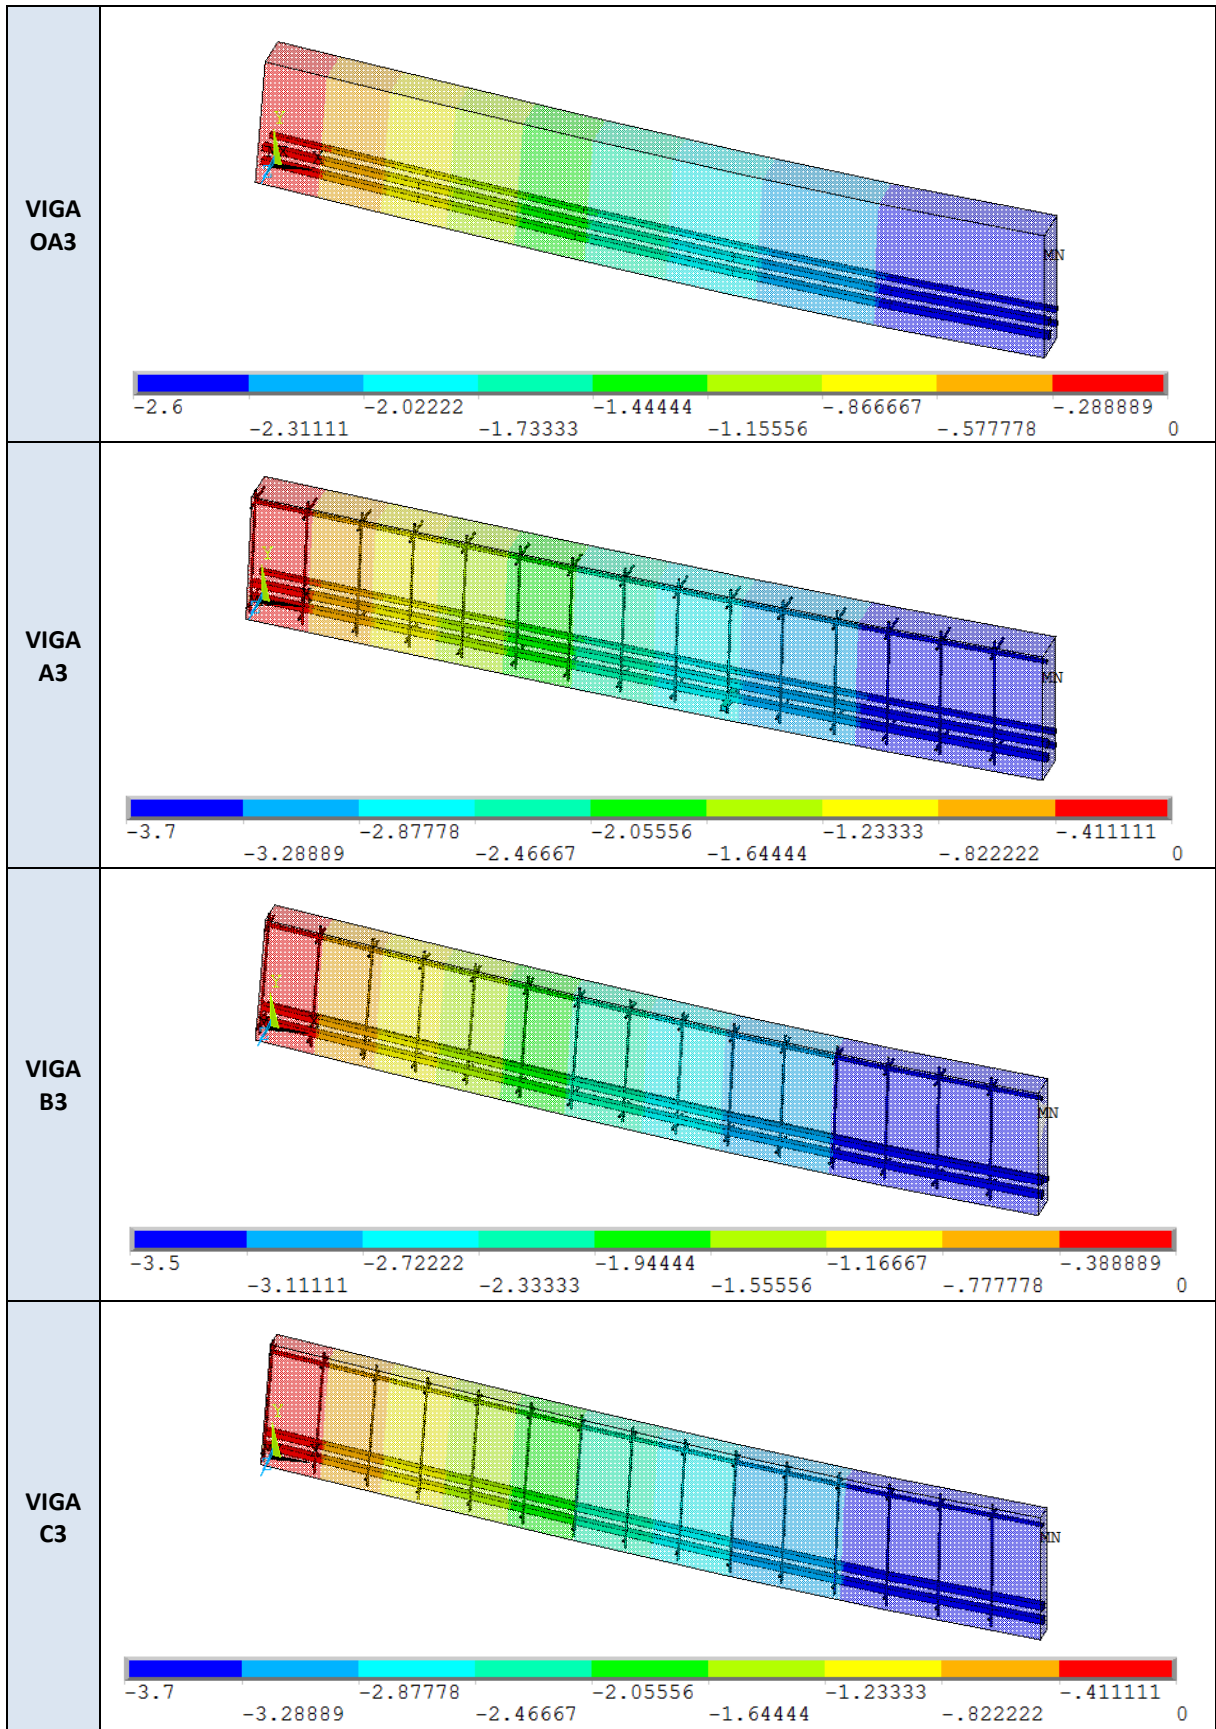 VIGA
OA3
Y
X
MN
-2.6 -2.02222 -1.44444 -.866667 -.288889
-2.31111 -1.73333 -1.15556 -.577778 0
VIGA
A3
MN
-3.7 -2.87778 -2.05556 -1.23333 -.411111
-3.28889 -2.46667 -1.64444 -.822222 0
VIGA
B3
Y
MN
-3.5 -2.72222 -1.94444 -1.16667 -.388889
-3.11111 -2.33333 -1.55556 -.777778 0
VIGA
C3
MN
-3.7 -2.87778 -2.05556 -1.23333 -.411111
-3.28889 -2.46667 -1.64444 -.822222 0